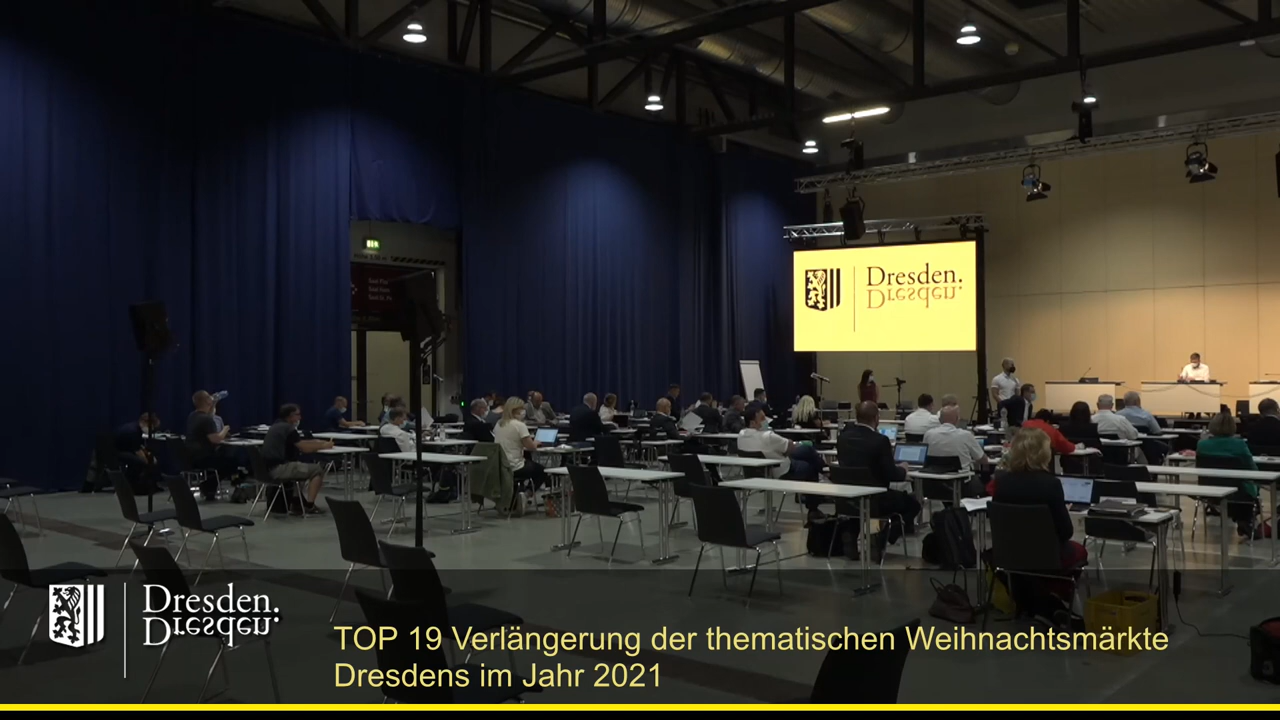 Dresden.
Dresden.
Dresden.
Dresden.
TOP 19 Verlängerung der thematischen Weihnachtsmärkte
Dresdens im Jahr 2021